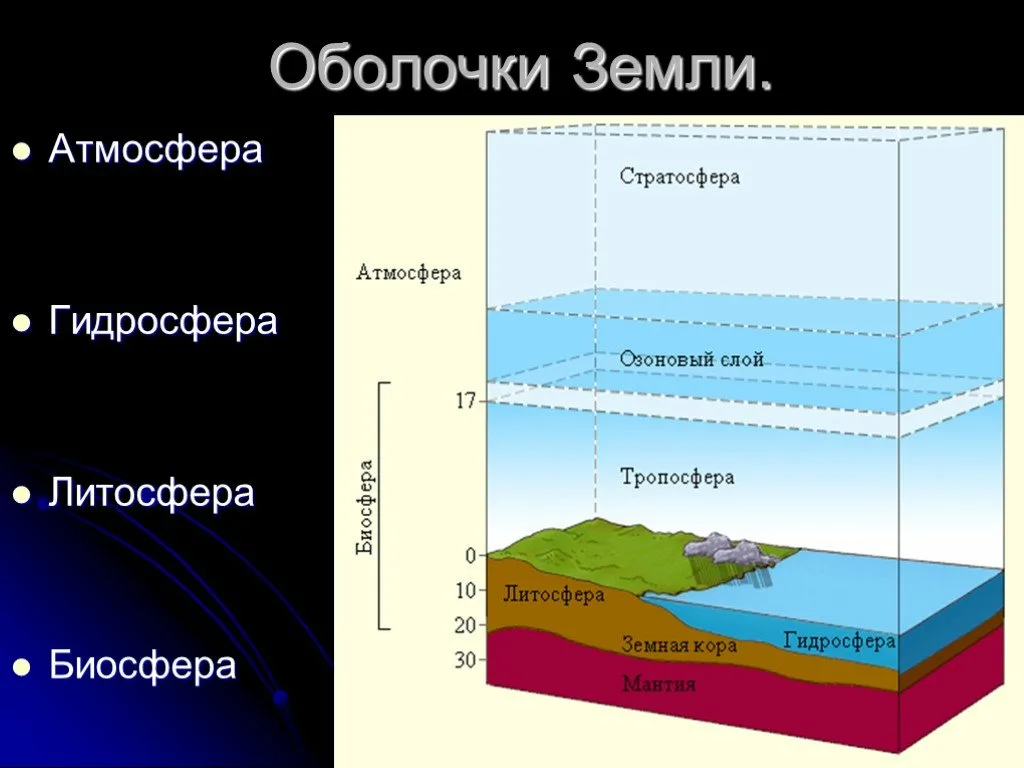 Оболочки Земли.
Атмосфера
Гидросфера
Литосфера
Биосфера
Стратосфера
Атмосфера
Озоновый слой
17
Тропосфера
Биосфера
0
10
20
30
Литосфера
Земная кора
Гидросфера
Мантия